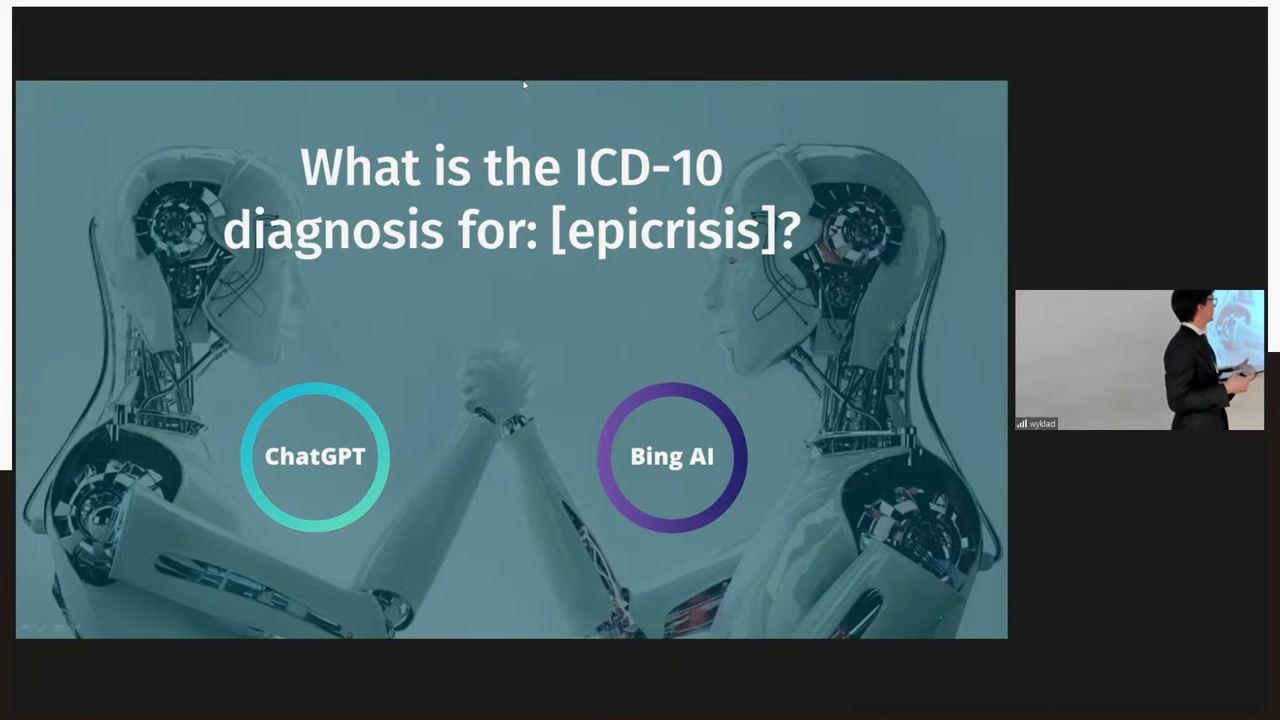 What is the ICD-10
diagnosis for: [epicrisis]?
ChatGPT
Bing AI
wyklad